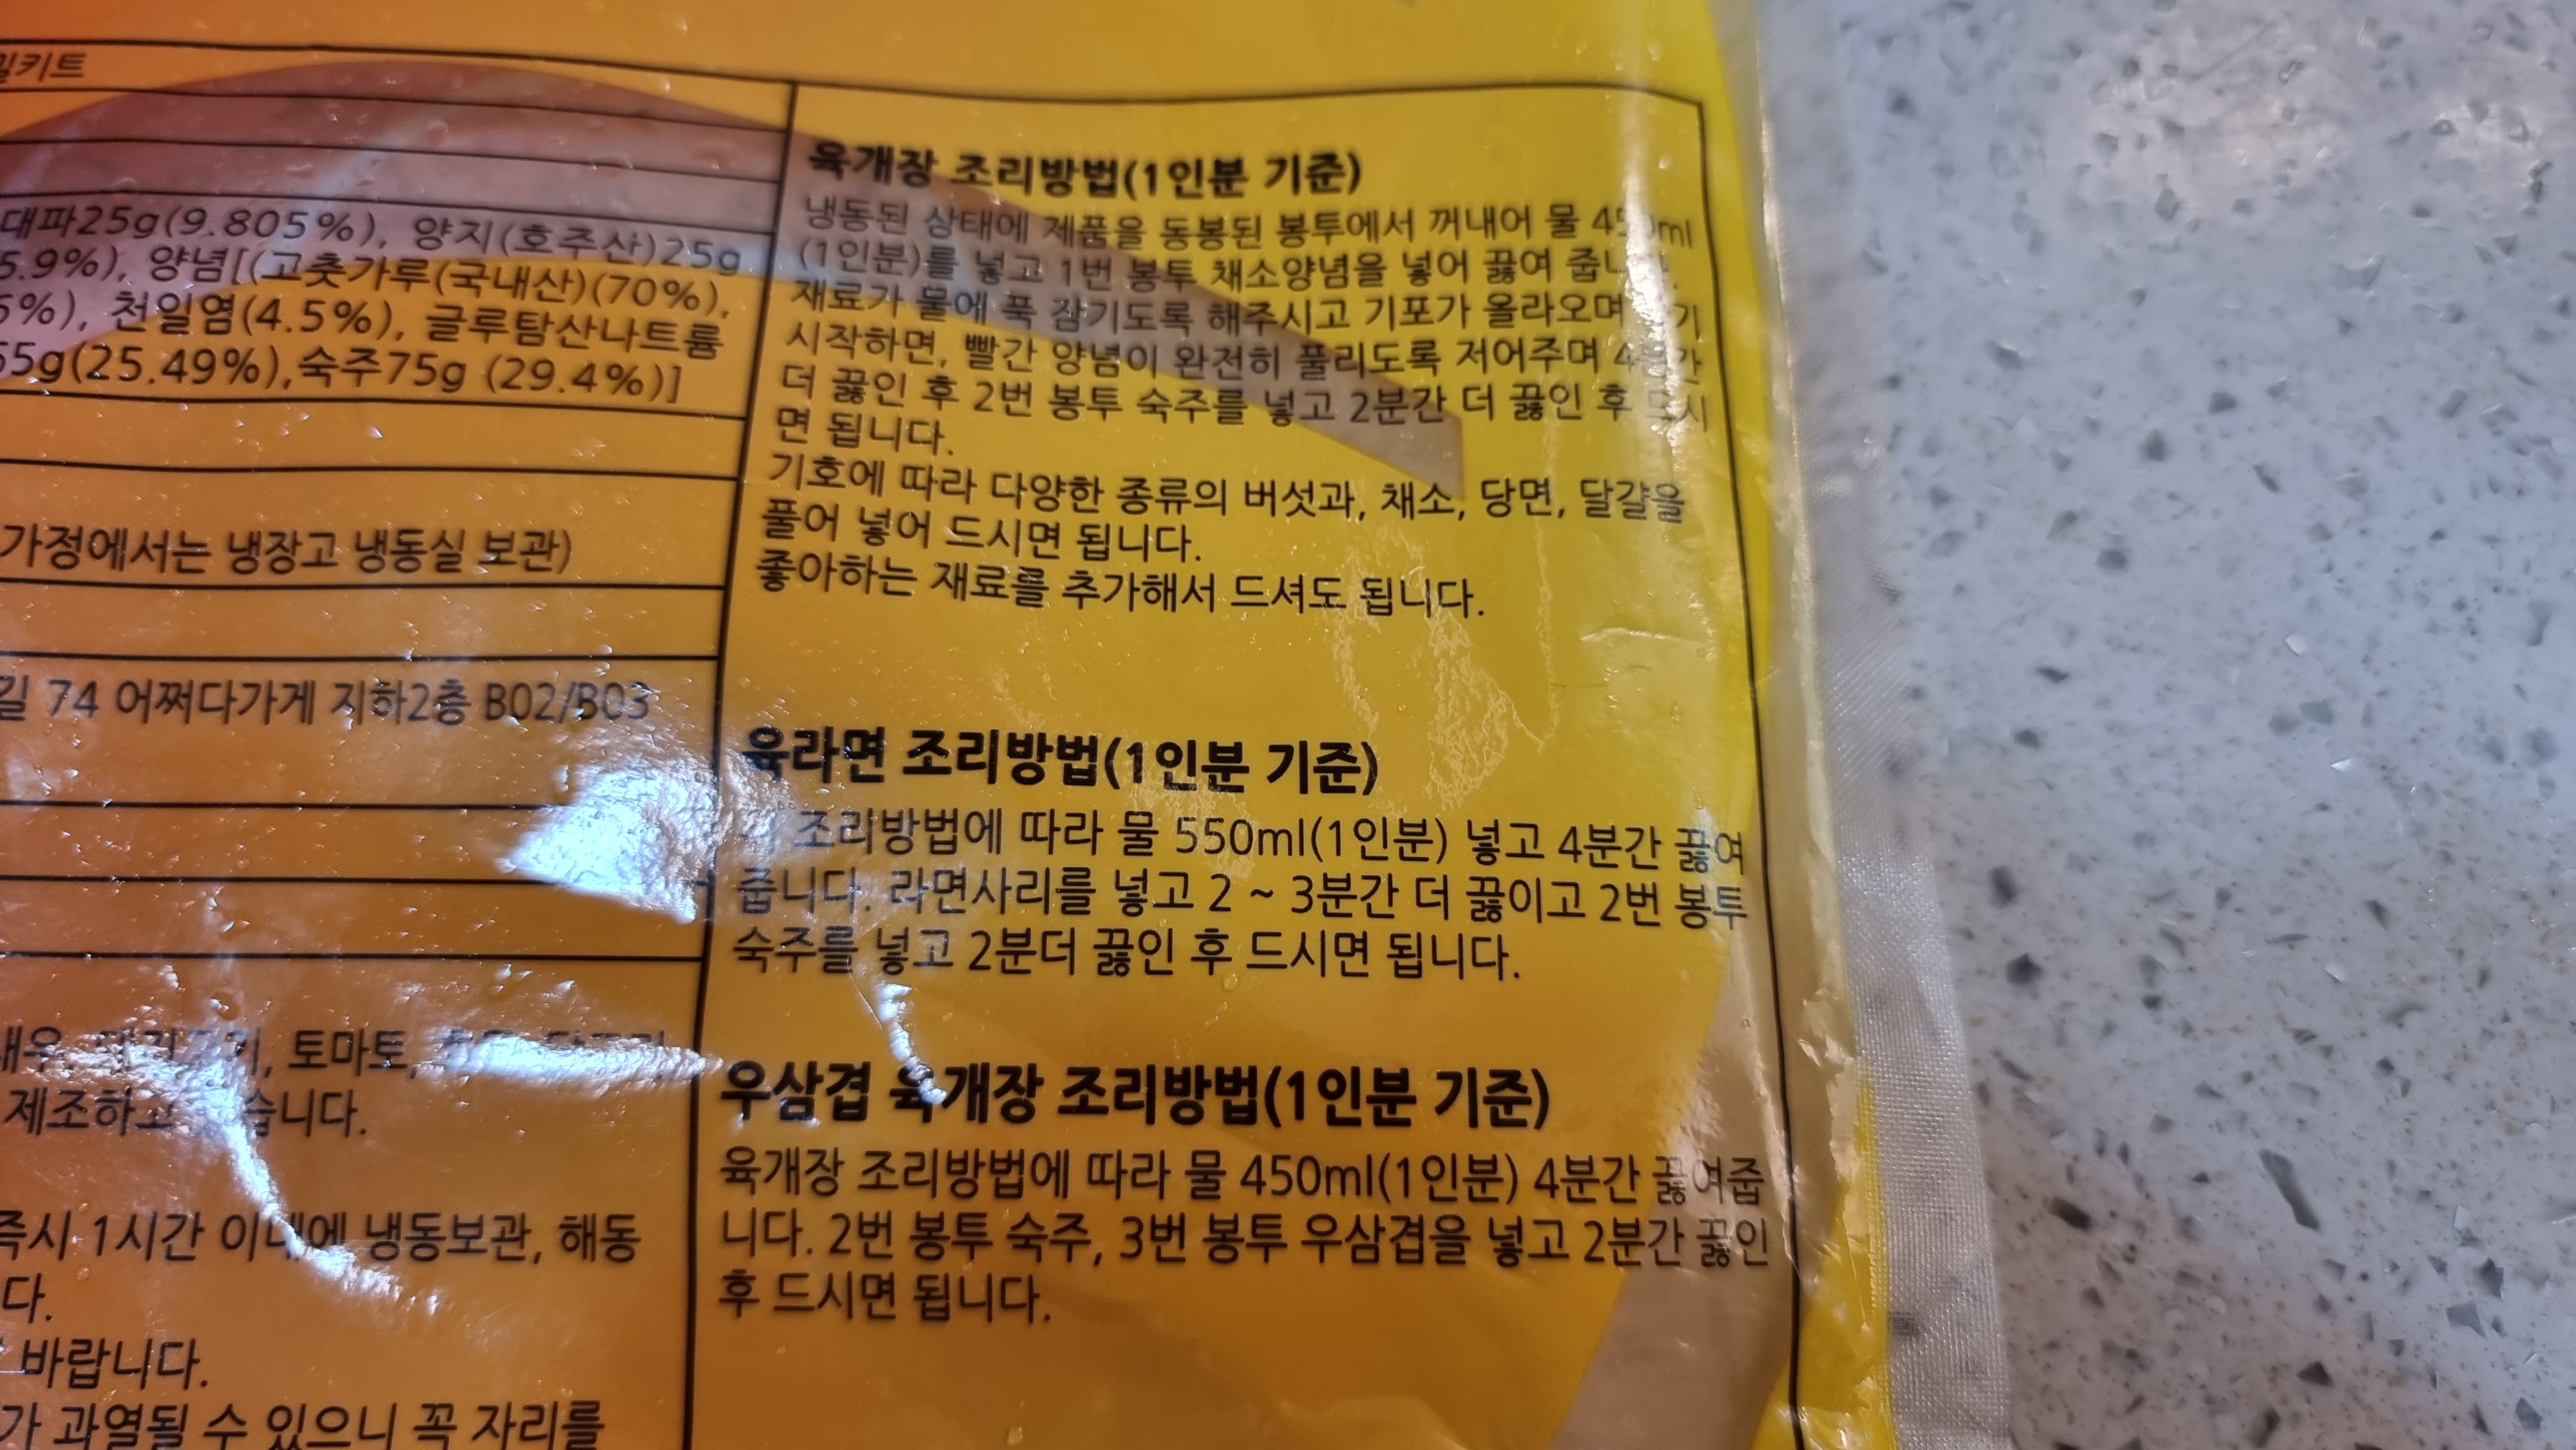 밀키트
대파25g(9.805%), 양지(호주산)25g
5.9%), 양념[(고춧가루(국내산)(70%),
5%), 천일염(4.5%), 글루탐산나트륨
55g(25.49%),숙주75g (29.4%)]
가정에서는 냉장고 냉동실 보관)
길 74 어쩌다가게 지하2층 B02/B03
토마토,
제조하고
즉시 1시간 이내에 냉동보관, 해동
다.
바랍니다.
가 과열될 수 있으니 꼭 자리를
육개장 조리방법(1인분 기준)
냉동된 상태에 제품을 동봉된 봉투에서 꺼내어 물
(1인분)를 넣고 1번 봉투 채소양념을 넣어 끓여
재료가 물에 푹 잠기도록 해주시고 기포가 올라오며
시작하면, 빨간 양념이 완전히 풀리도록 저어주며 4분간
더 끓인 후 2번 봉투 숙주를 넣고 2분간 더 끓인 후 드시
면 됩니다.
기호에 따라 다양한 종류의 버섯과, 채소, 당면, 달걀을
풀어 넣어 드시면 됩니다.
좋아하는 재료를 추가해서 드셔도 됩니다.
육라면 조리방법(1인분 기준)
조리방법에 따라 물 550ml(1인분) 넣고 4분간 끓여
줍니다. 라면사리를 넣고 2 ~ 3분간 더 끓이고 2번 봉투
숙주를 넣고 2분더 끓인 후 드시면 됩니다.
우삼겹 육개장 조리방법(1인분 기준)
육개장 조리방법에 따라 물 450ml(1인분) 4분간 끓여줍
니다. 2번 봉투 숙주, 3번 봉투 우삼겹을 넣고 2분간 끓인
후 드시면 됩니다.